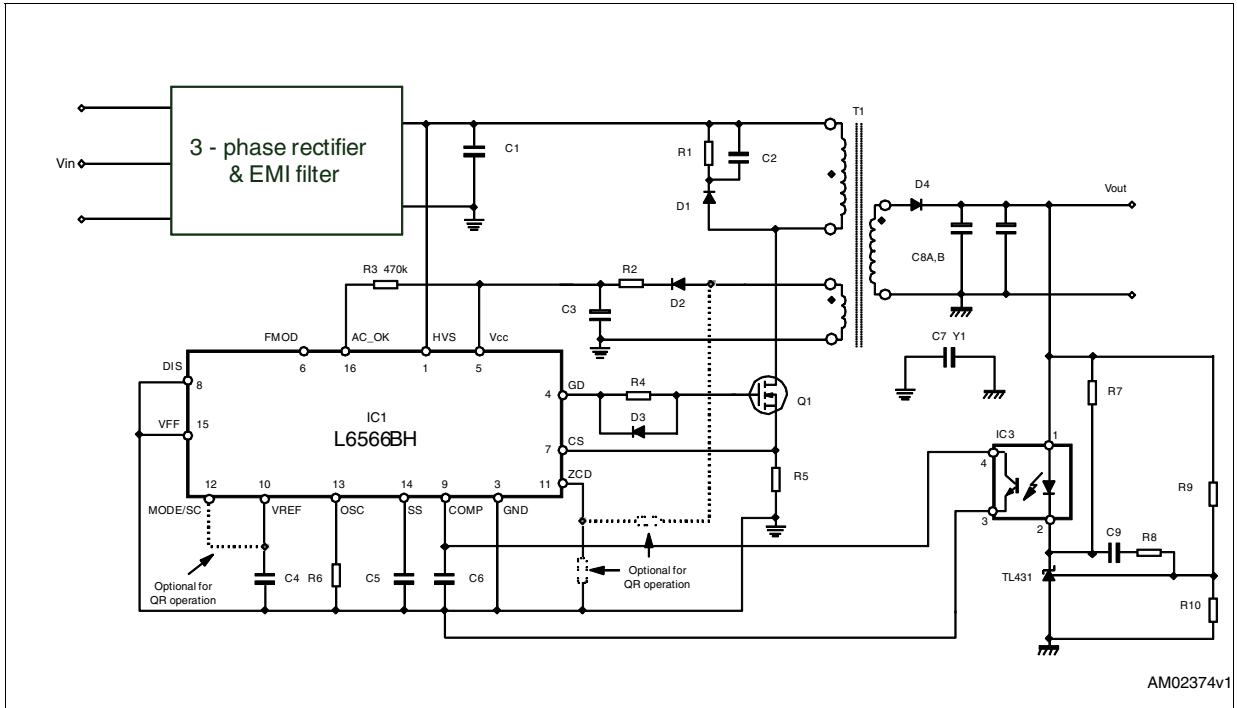 T1
3 - phase rectifier
& EMI filter
Vin
C1
R1
C2
D1
D4
Vout
C8A,B
R3 470k
R2
D2
C3
FMOD
AC_OK
HVS
Vcc
6
16
1
5
C7 Y1
DIS
8
VFF
15
IC1
L6566BH
4
GD
R4
D3
Q1
7
CS
11
ZCD
R5
R7
IC3
1
4
3
2
R9
12
10
13
14
9
3
MODE/SC
VREF
OSC
SS
COMP
GND
C9
R8
TL431
R10
Optional for
QR operation
C4
R6
C5
C6
Optional for
QR operation
AM02374v1